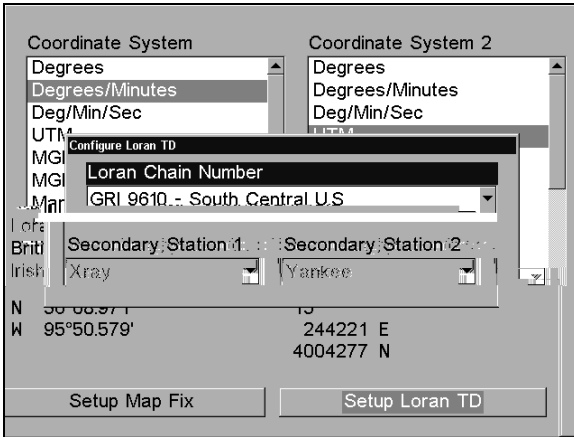 Coordinate System
Coordinate System 2
Degrees
Degrees/Minutes
Deg/Min/Sec
UTM
Degrees
Degrees/Minutes
Deg/Min/Sec
UTM
Configure Loran TD
Loran Chain Number
GRI 9610 - South Central U.S
Secondary Station 1
Secondary Station 2
Xray
Yankee
N
W 95°50.579'
15
244221 E
4004277 N
Setup Map Fix
Setup Loran TD